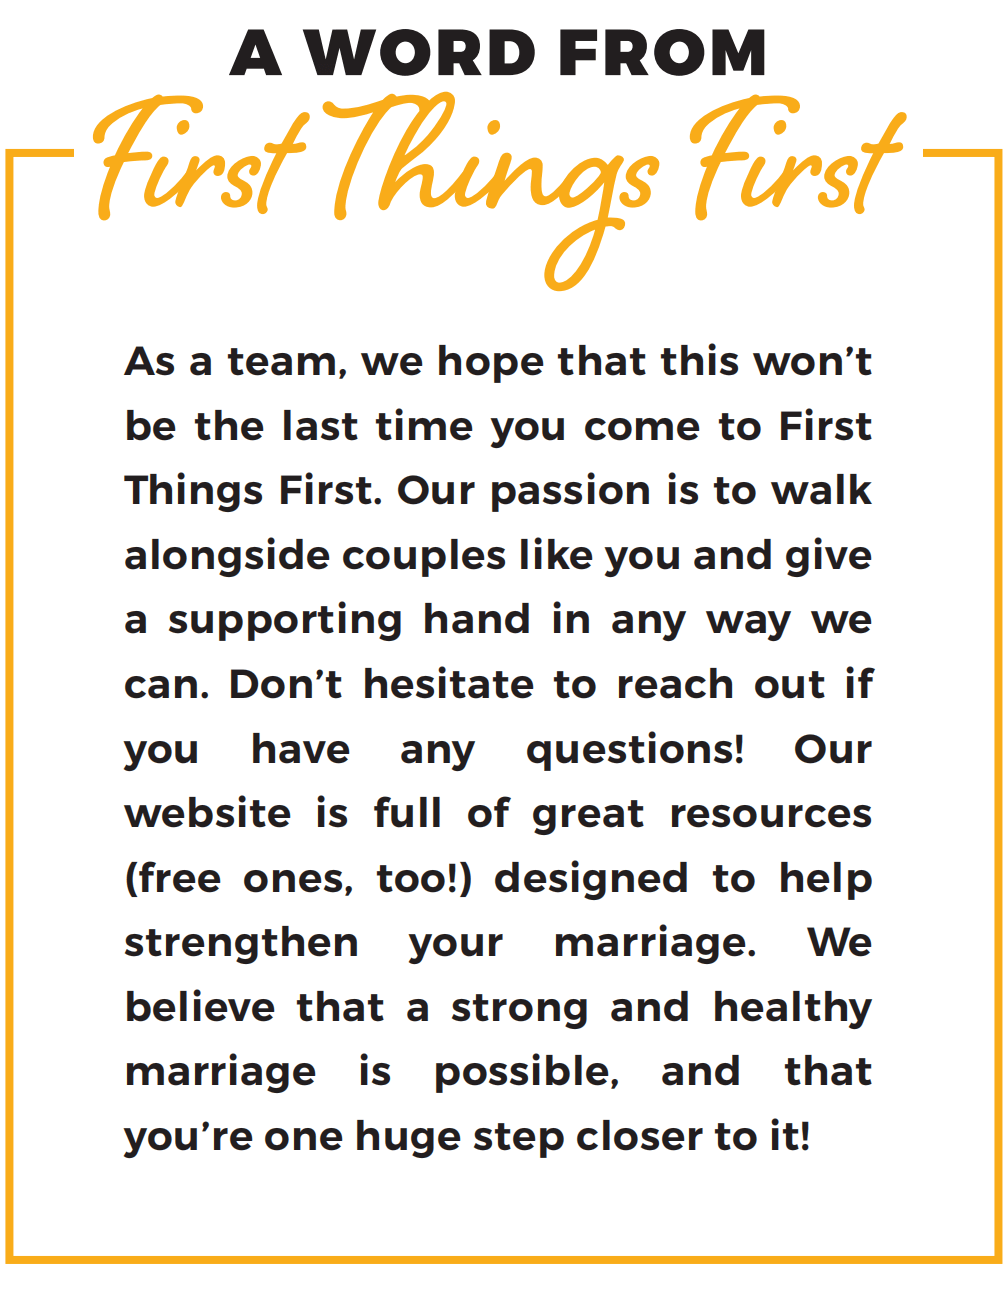 A WORD FROM
First Things First
As a team, we hope that this won’t
be the last time you come to First
Things First. Our passion is to walk
alongside couples like you and give
a supporting hand in any way we
can. Don’t hesitate to reach out if
you have any questions! Our
website is full of great resources
(free ones, too!) designed to help
strengthen your marriage. We
believe that a strong and healthy
marriage is possible, and that
you’re one huge step closer to it!